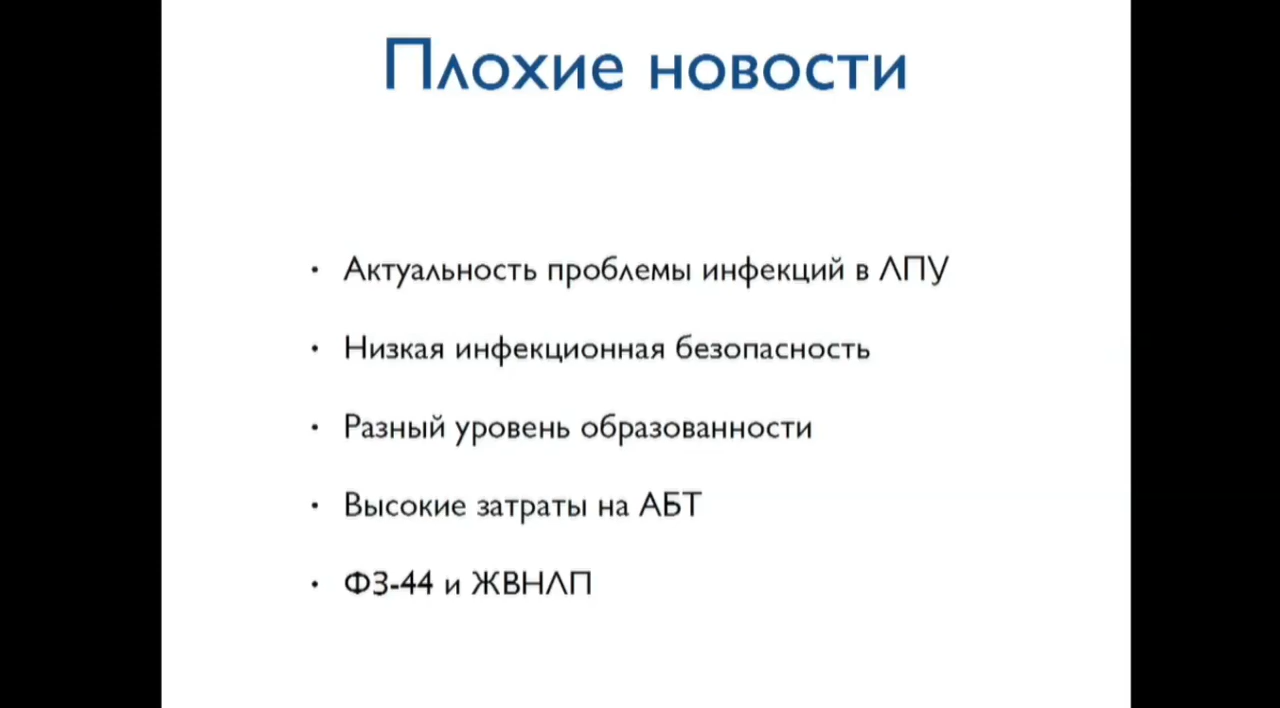 Плохие новости
• Актуальность проблемы инфекций в ЛПУ
• Низкая инфекционная безопасность
• Разный уровень образованности
• Высокие затраты на АБТ
• ФЗ-44 и ЖВНЛП